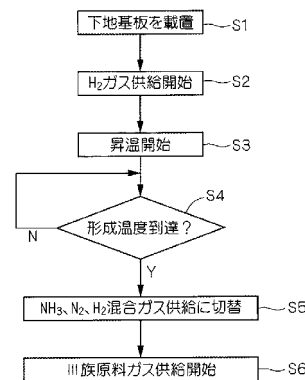 下地基板を載置
S1
H2ガス供給開始
S2
昇温開始
S3
形成温度到達？
S4
N
Y
NH3、N2、H2混合ガス供給に切替
S5
III族原料ガス供給開始
S6